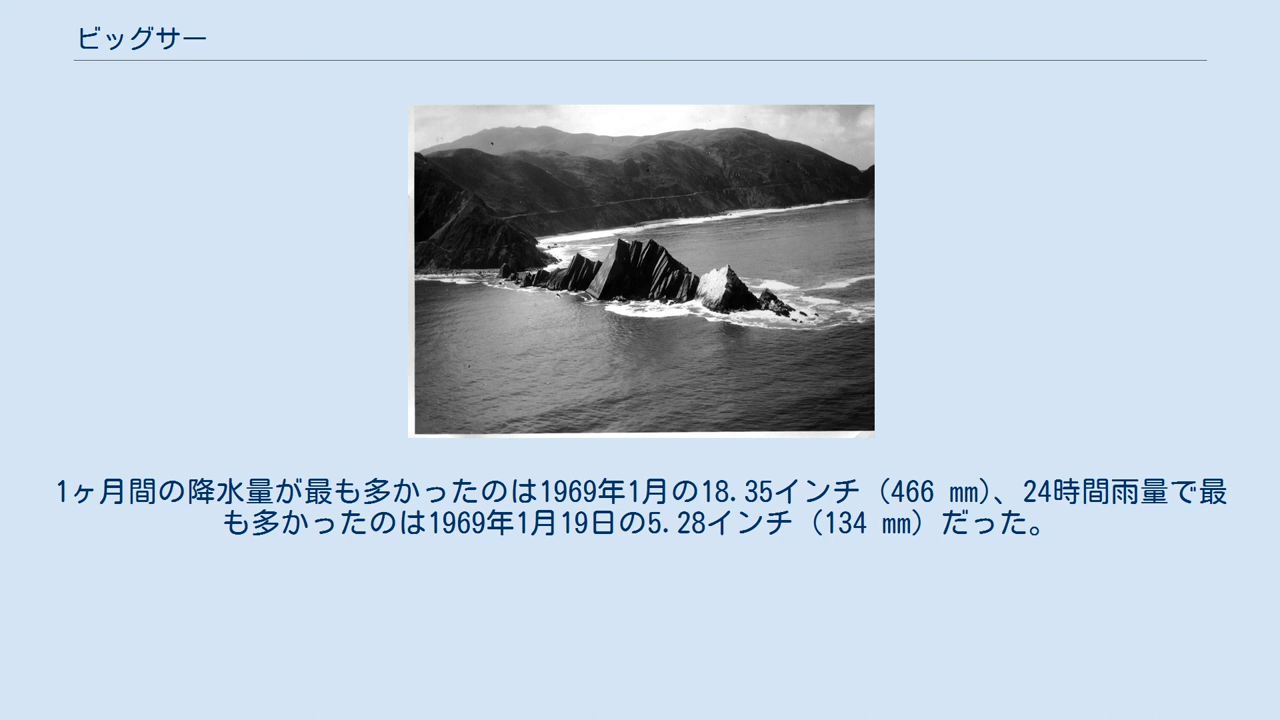 ビッグサー
1ヶ月間の降水量が最も多かったのは1969年1月の18.35インチ（466 mm）、24時間雨量で最
も多かったのは1969年1月19日の5.28インチ（134 mm）だった。